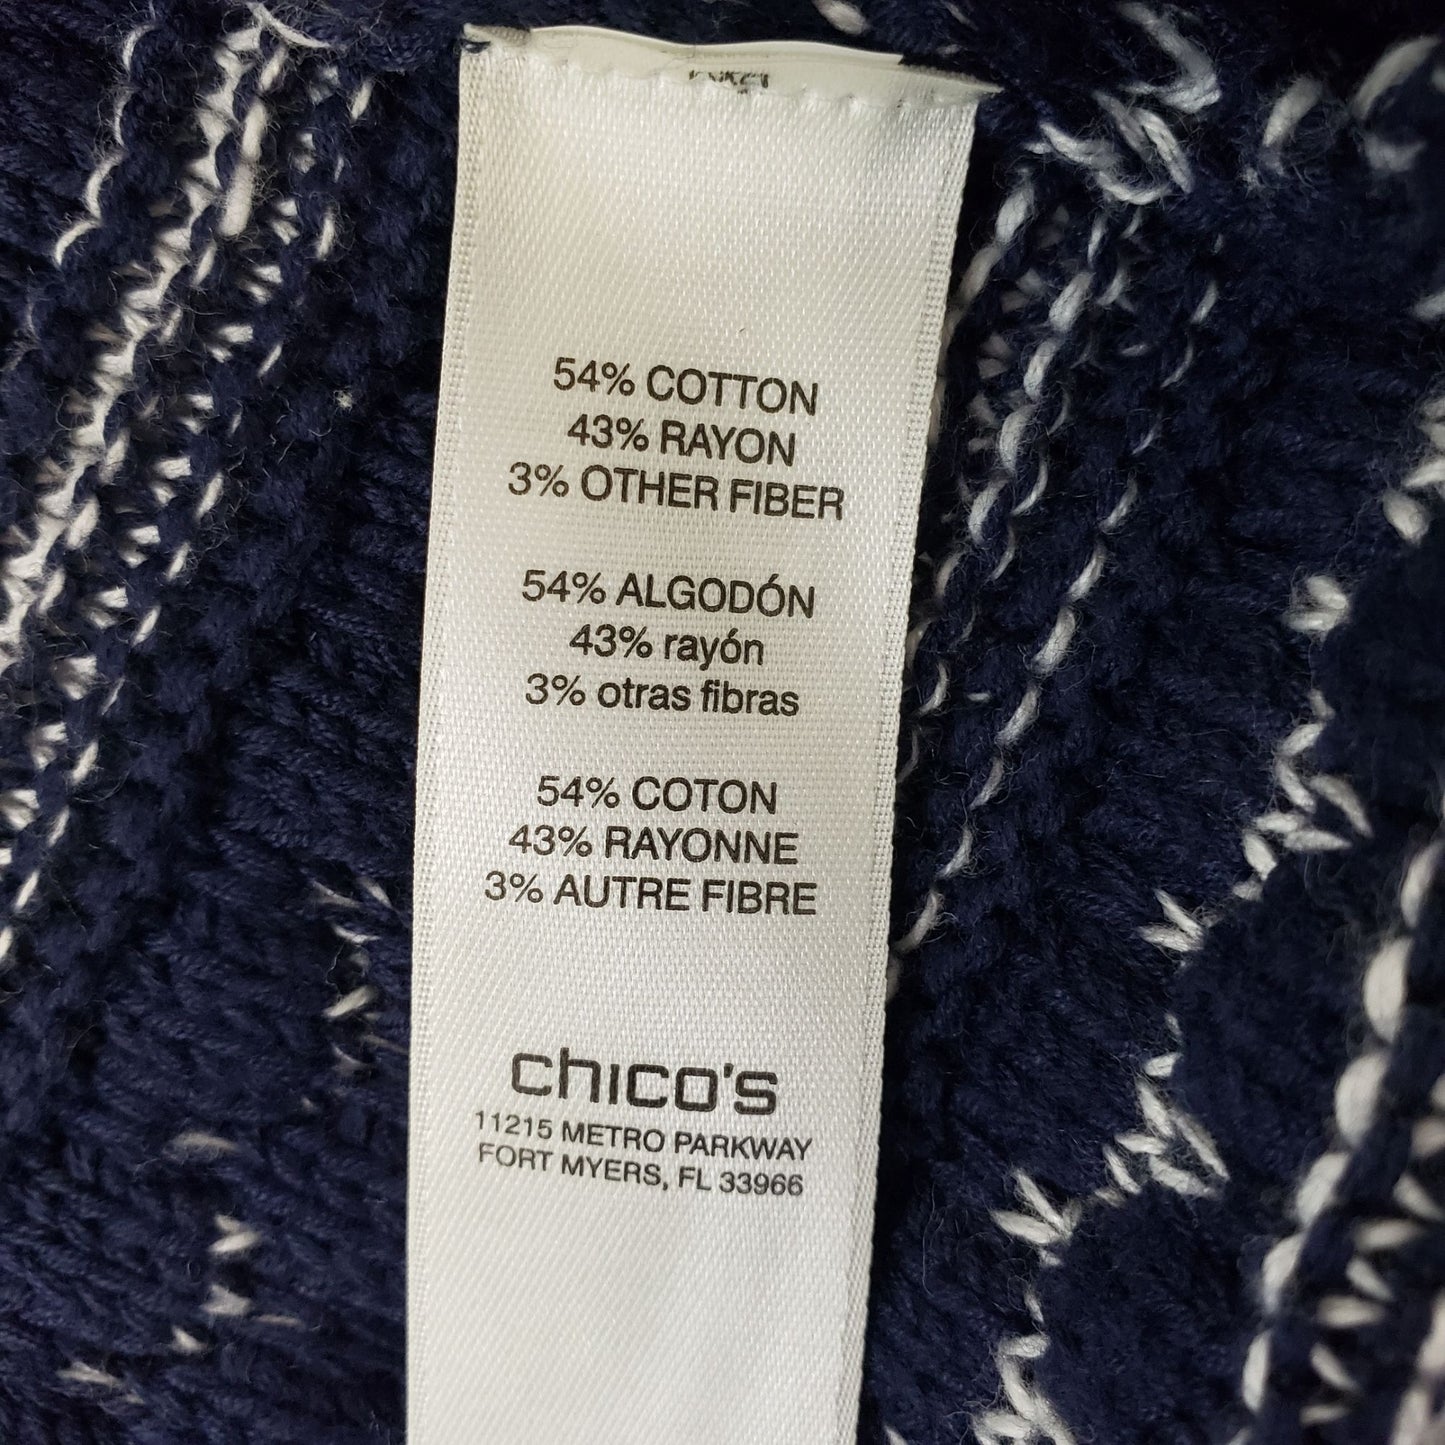 54% COTTON
43% RAYON
3% OTHER FIBER
54% ALGODÓN
43% rayón
3% otras fibras
54% COTON
43% RAYONNE
3% AUTRE FIBRE
chico's
11215 METRO PARKWAY
FORT MYERS, FL 33966